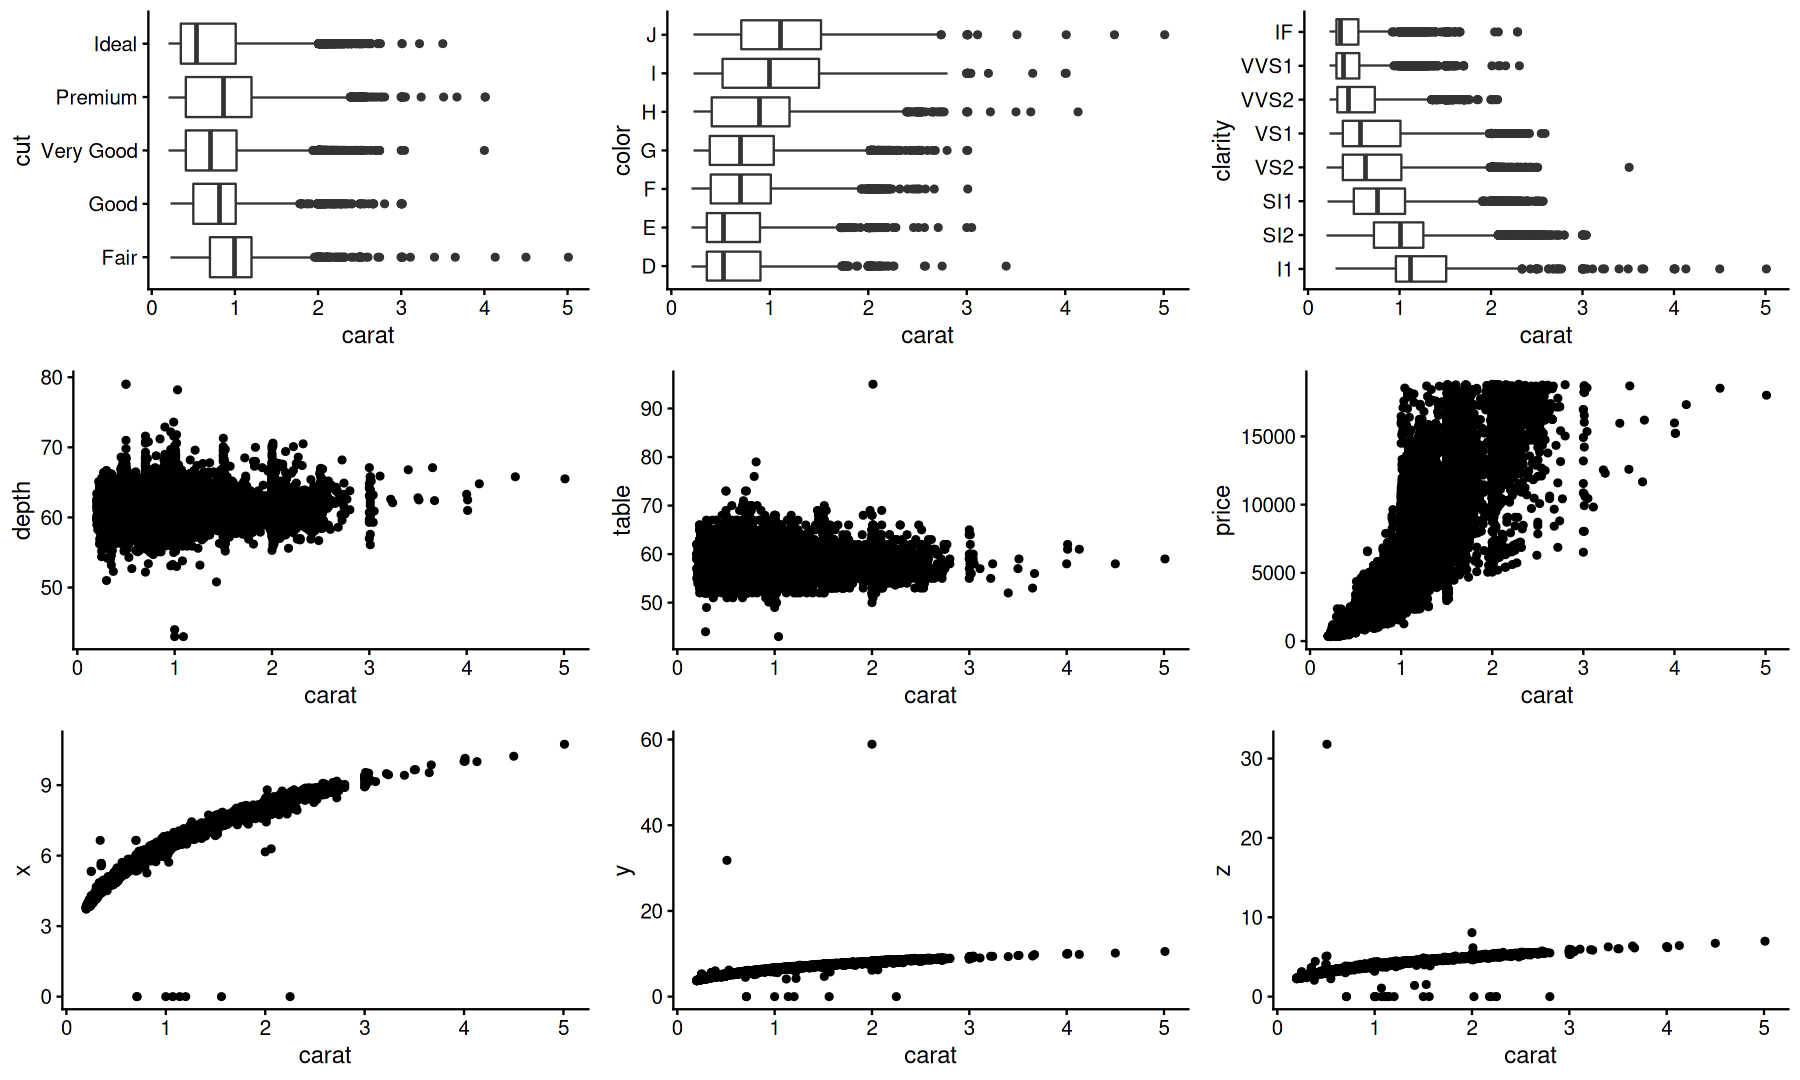 cut
Ideal
Premium
Very Good
Good
Fair
0 1 2 3 4 5
carat
color
J
I
H
G
F
E
D
0 1 2 3 4 5
carat
clarity
IF
VVS1
VVS2
VS1
VS2
SI1
SI2
I1
0 1 2 3 4 5
carat
depth
80
70
60
50
0 1 2 3 4 5
carat
table
90
80
70
60
50
0 1 2 3 4 5
carat
price
15000
10000
5000
0
0 1 2 3 4 5
carat
x
9
6
3
0
0 1 2 3 4 5
carat
y
60
40
20
0
0 1 2 3 4 5
carat
z
30
20
10
0
0 1 2 3 4 5
carat